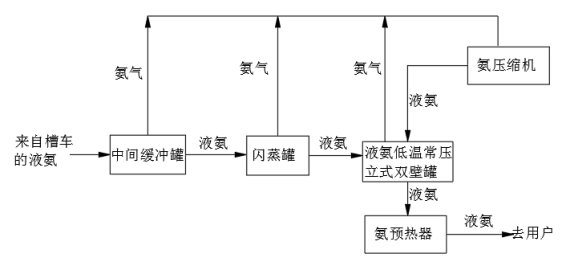 氨气
氨气
氨气
氨压缩机
液氨
来自槽车
的液氨
中间缓冲罐
液氨
闪蒸罐
液氨
液氨低温常压
立式双壁罐
液氨
氨预热器
液氨
去用户